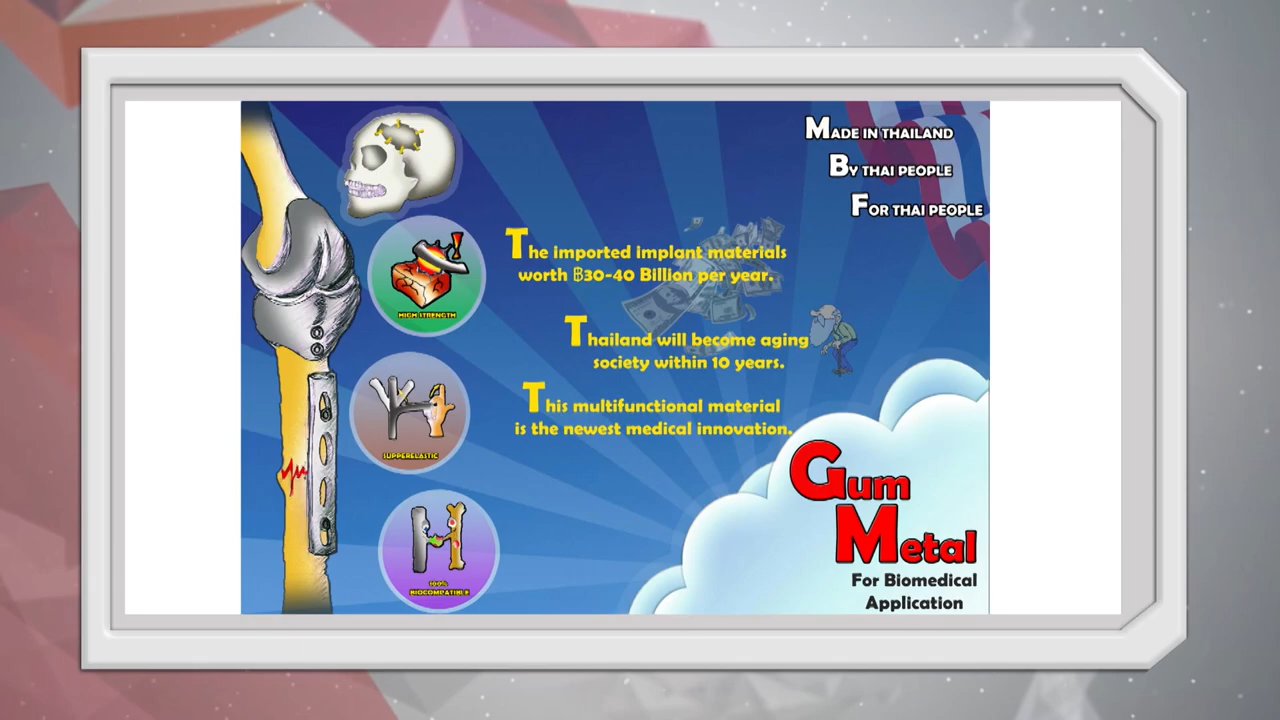 MADE IN THAILAND
BY THAI PEOPLE
FOR THAI PEOPLE
The imported implant materials
worth ฿30-40 Billion per year.
Thailand will become aging
society within 10 years.
This multifunctional material
is the newest medical innovation.
HIGH STRENGTH
SUPPERELASTIC
100%
BIOCOMPATIBLE
Gum
Metal
For Biomedical
Application